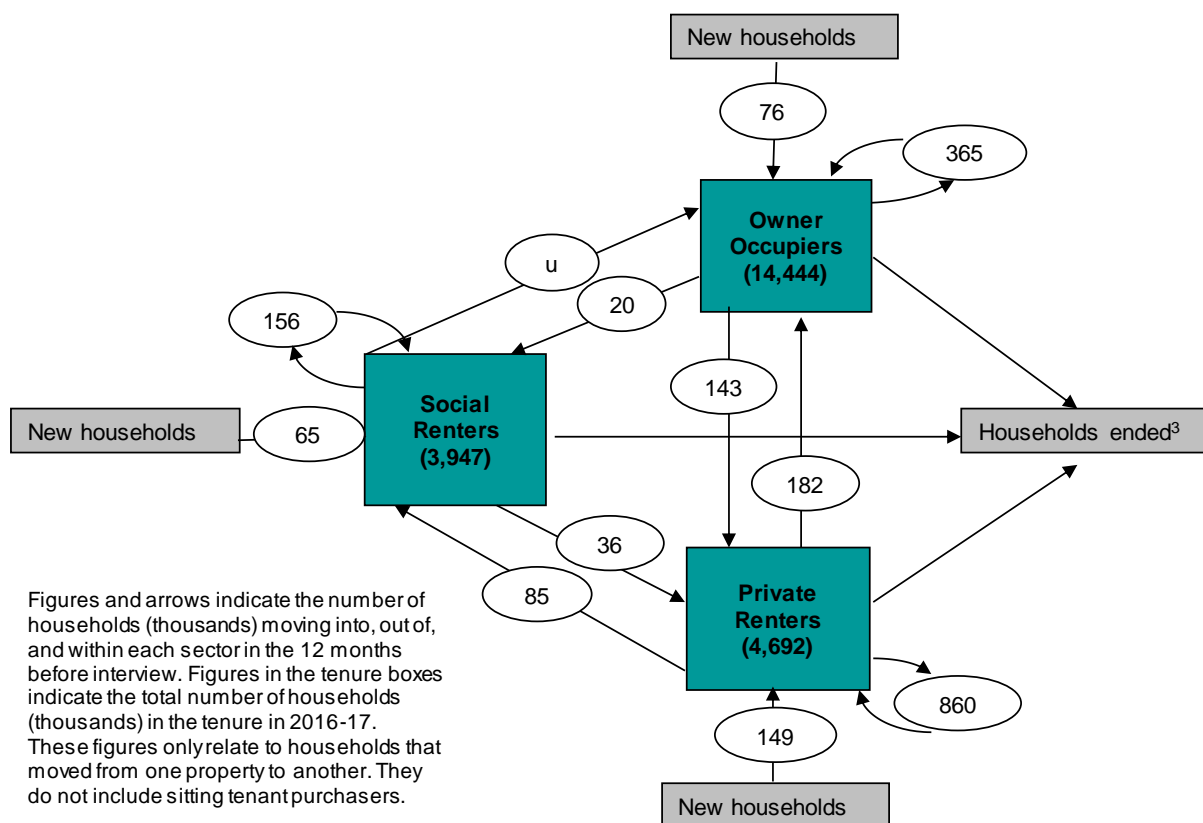 New households
76
365
Owner
Occupiers
(14,444)
u
20
156
143
Social
Renters
(3,947)
New households
65
Households ended³
182
36
85
Private
Renters
(4,692)
860
149
New households
Figures and arrows indicate the number of
households (thousands) moving into, out of,
and within each sector in the 12 months
before interview. Figures in the tenure boxes
indicate the total number of households
(thousands) in the tenure in 2016-17.
These figures only relate to households that
moved from one property to another. They
do not include sitting tenant purchasers.